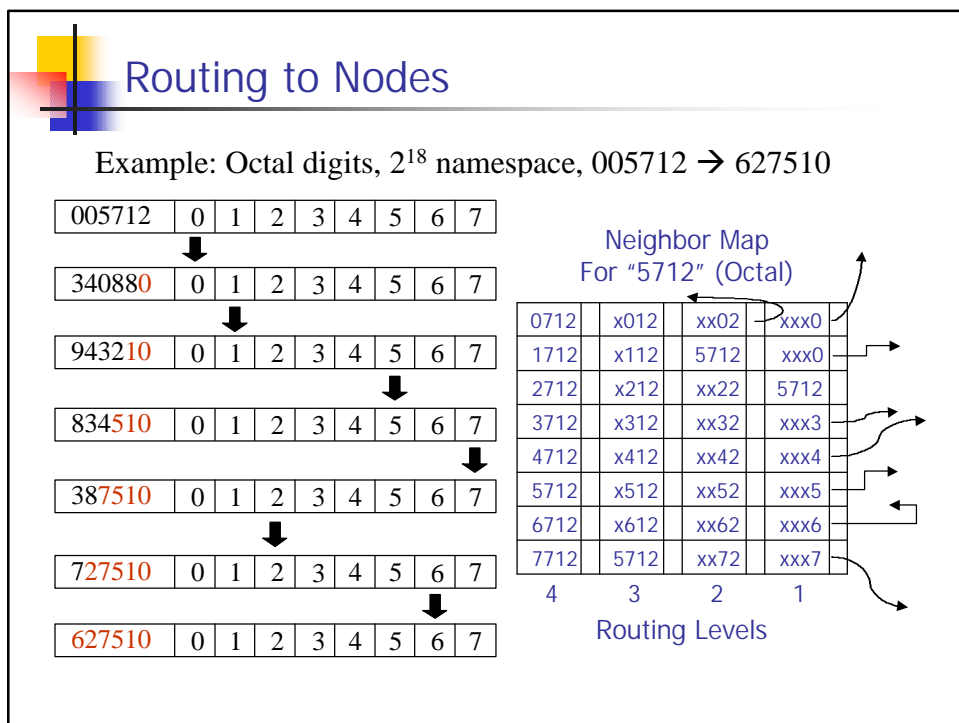 Routing to Nodes
Example: Octal digits, 2^18 namespace, 005712 → 627510
005712 0 1 2 3 4 5 6 7
340880 0 1 2 3 4 5 6 7
943210 0 1 2 3 4 5 6 7
834510 0 1 2 3 4 5 6 7
387510 0 1 2 3 4 5 6 7
727510 0 1 2 3 4 5 6 7
627510 0 1 2 3 4 5 6 7
Neighbor Map
For “5712” (Octal)
0712 x012 xx02 xxx0
1712 x112 5712 xxx0
2712 x212 xx22 5712
3712 x312 xx32 xxx3
4712 x412 xx42 xxx4
5712 x512 xx52 xxx5
6712 x612 xx62 xxx6
7712 5712 xx72 xxx7
4 3 2 1
Routing Levels